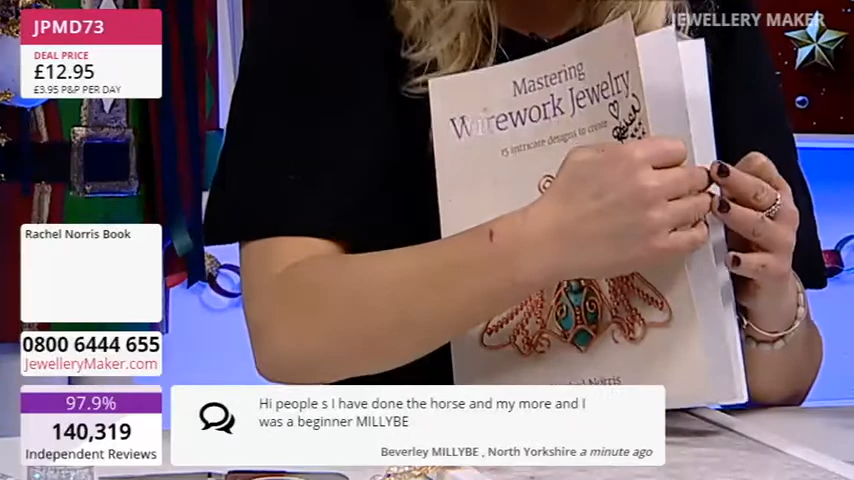 JPMD73
DEAL PRICE
£12.95
£3.95 P&P PER DAY
JEWELLERY MAKER
Mastering
Wirework Jewelry
15 intricate designs to create
Rachel Norris Book
0800 6444 655
JewelleryMaker.com
97.9%
140,319
Independent Reviews
Norris
Hi people s I have done the horse and my more and I
was a beginner MILLYBE
Beverley MILLYBE , North Yorkshire a minute ago